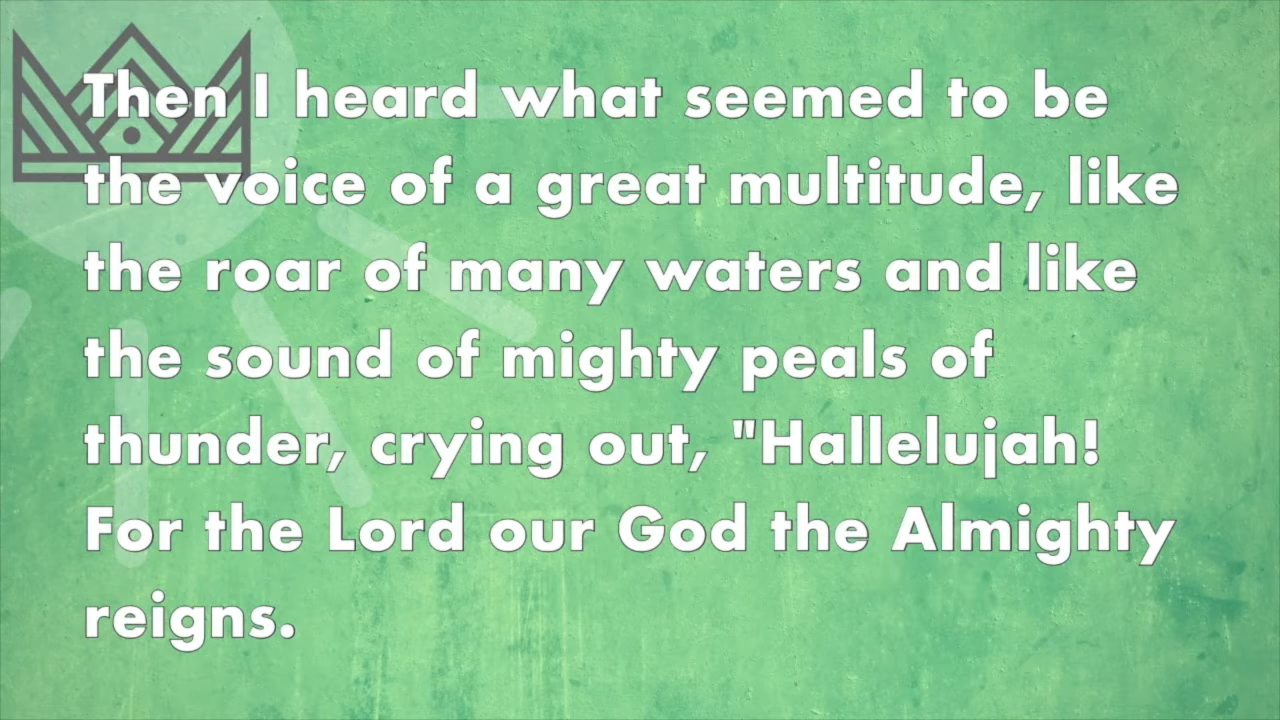 Then I heard what seemed to be
the voice of a great multitude, like
the roar of many waters and like
the sound of mighty peals of
thunder, crying out, "Hallelujah!
For the Lord our God the Almighty
reigns.